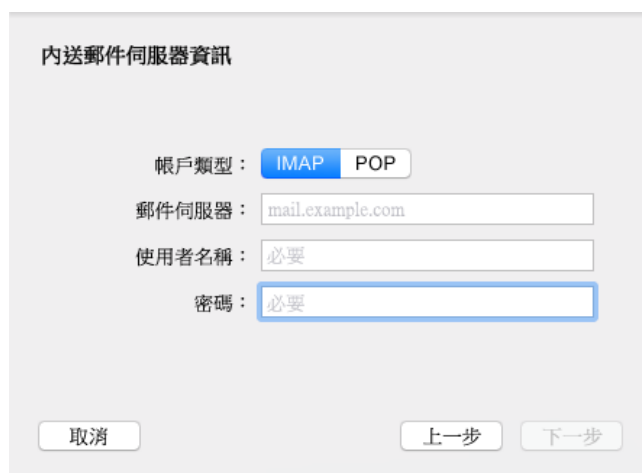 內送郵件伺服器資訊
帳戶類型： IMAP POP
郵件伺服器： mail.example.com
使用者名稱： 必要
密碼： 必要
取消 上一步 下一步